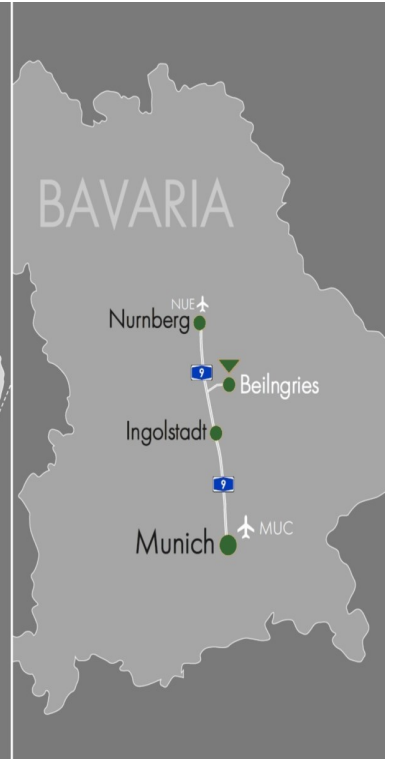 BAVARIA
NUE
Nurnberg
9
Beilngries
Ingolstadt
9
MUC
Munich